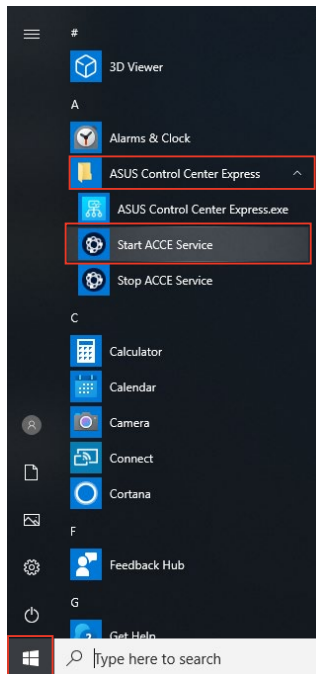 #
3D Viewer
A
Alarms & Clock
ASUS Control Center Express
ASUS Control Center Express.exe
Start ACCE Service
Stop ACCE Service
C
Calculator
Calendar
Camera
Connect
Cortana
F
Feedback Hub
G
Get Help
Type here to search